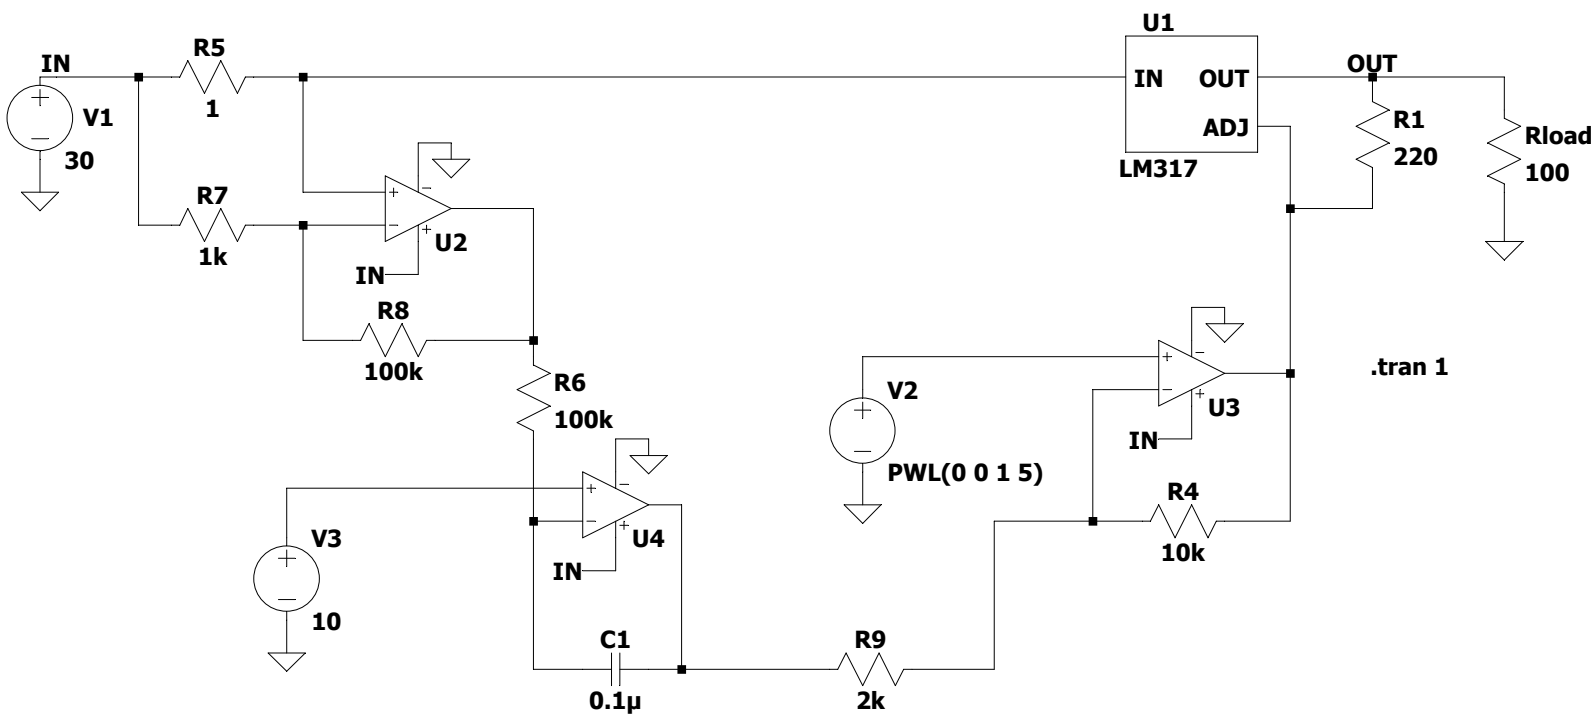 U1
R5
IN
OUT
IN
OUT
1
V1
R1
ADJ
Rload
220
30
LM317
100
R7
+
−
U2
1k
IN
R8
100k
.tran 1
R6
V2
U3
100k
IN
PWL(0 0 1 5)
R4
V3
U4
10k
IN
10
C1
R9
0.1µ
2k